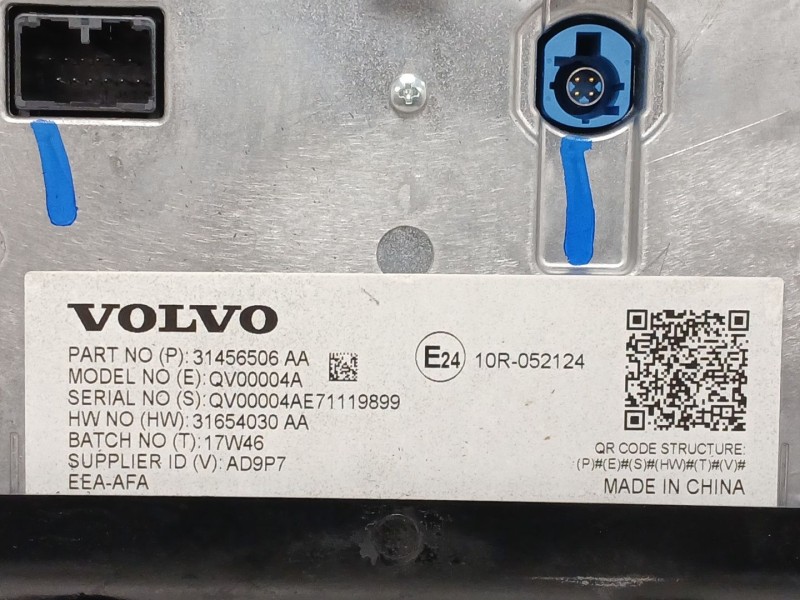 VOLVO
PART NO (P): 31456506 AA
MODEL NO (E): QV00004A
SERIAL NO (S): QV00004AE71119899
HW NO (HW): 31654030 AA
BATCH NO (T): 17W46
SUPPLIER ID (V): AD9P7
EEA-AFA
E24 10R-052124
QR CODE STRUCTURE:
(P)#(E)#(S)#(HW)#(T)#(V)#
MADE IN CHINA